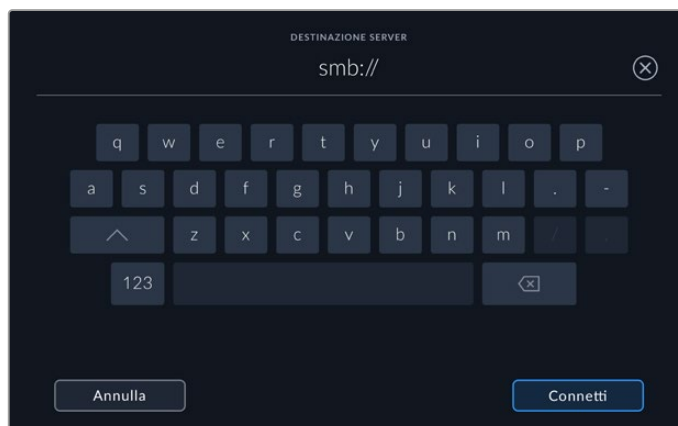 DESTINAZIONE SERVER
smb://
q w e r t y u i o p
a s d f g h j k l . -
z x c v b n m / .
123
Annulla Connetti